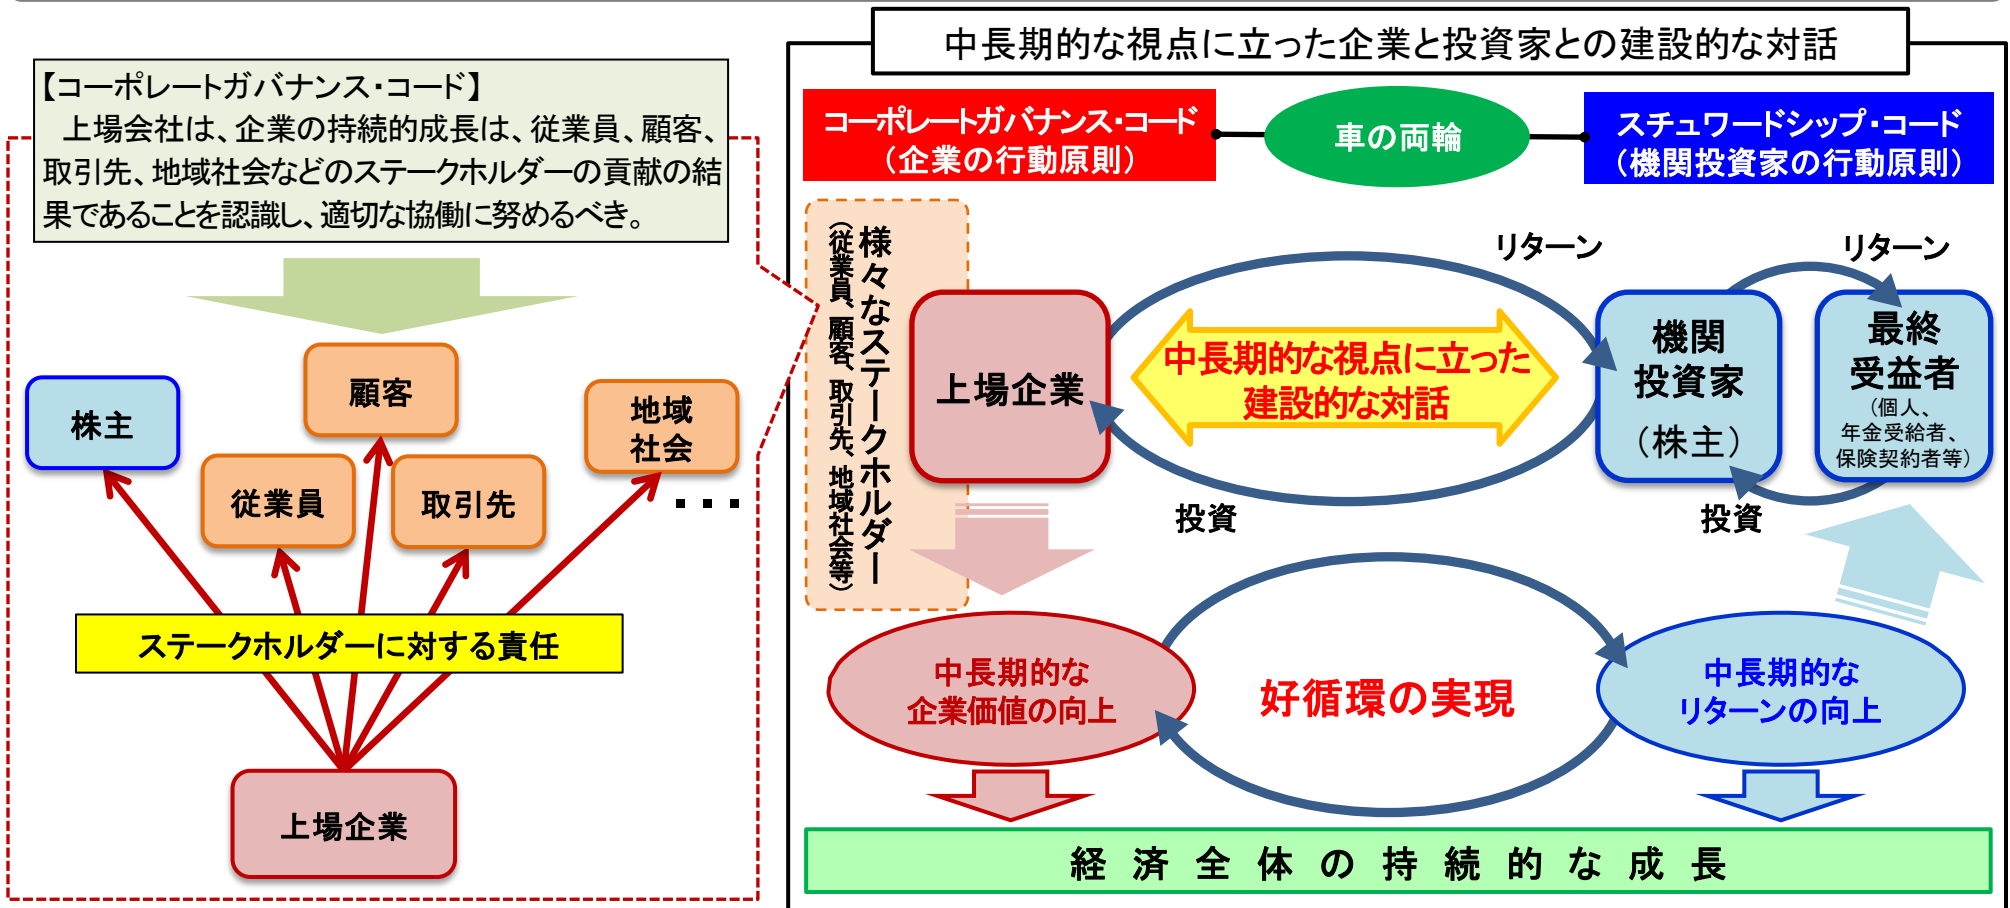 中長期的な視点に立った企業と投資家との建設的な対話
【コーポレートガバナンス・コード】
上場会社は、企業の持続的成長は、従業員、顧客、
取引先、地域社会などのステークホルダーの貢献の結
果であることを認識し、適切な協働に努めるべき。
株主
顧客
地域
社会
従業員
取引先
・・・
ステークホルダーに対する責任
上場企業
コーポレートガバナンス・コード
（企業の行動原則）
車の両輪
スチュワードシップ・コード
（機関投資家の行動原則）
様々なステークホルダー
（従業員、顧客、取引先、地域社会等）
リターン
リターン
上場企業
中長期的な視点に立った
建設的な対話
機関
投資家
（株主）
最終
受益者
（個人、
年金受給者、
保険契約者等）
投資
投資
中長期的な
企業価値の向上
好循環の実現
中長期的な
リターンの向上
経済全体の持続的な成長